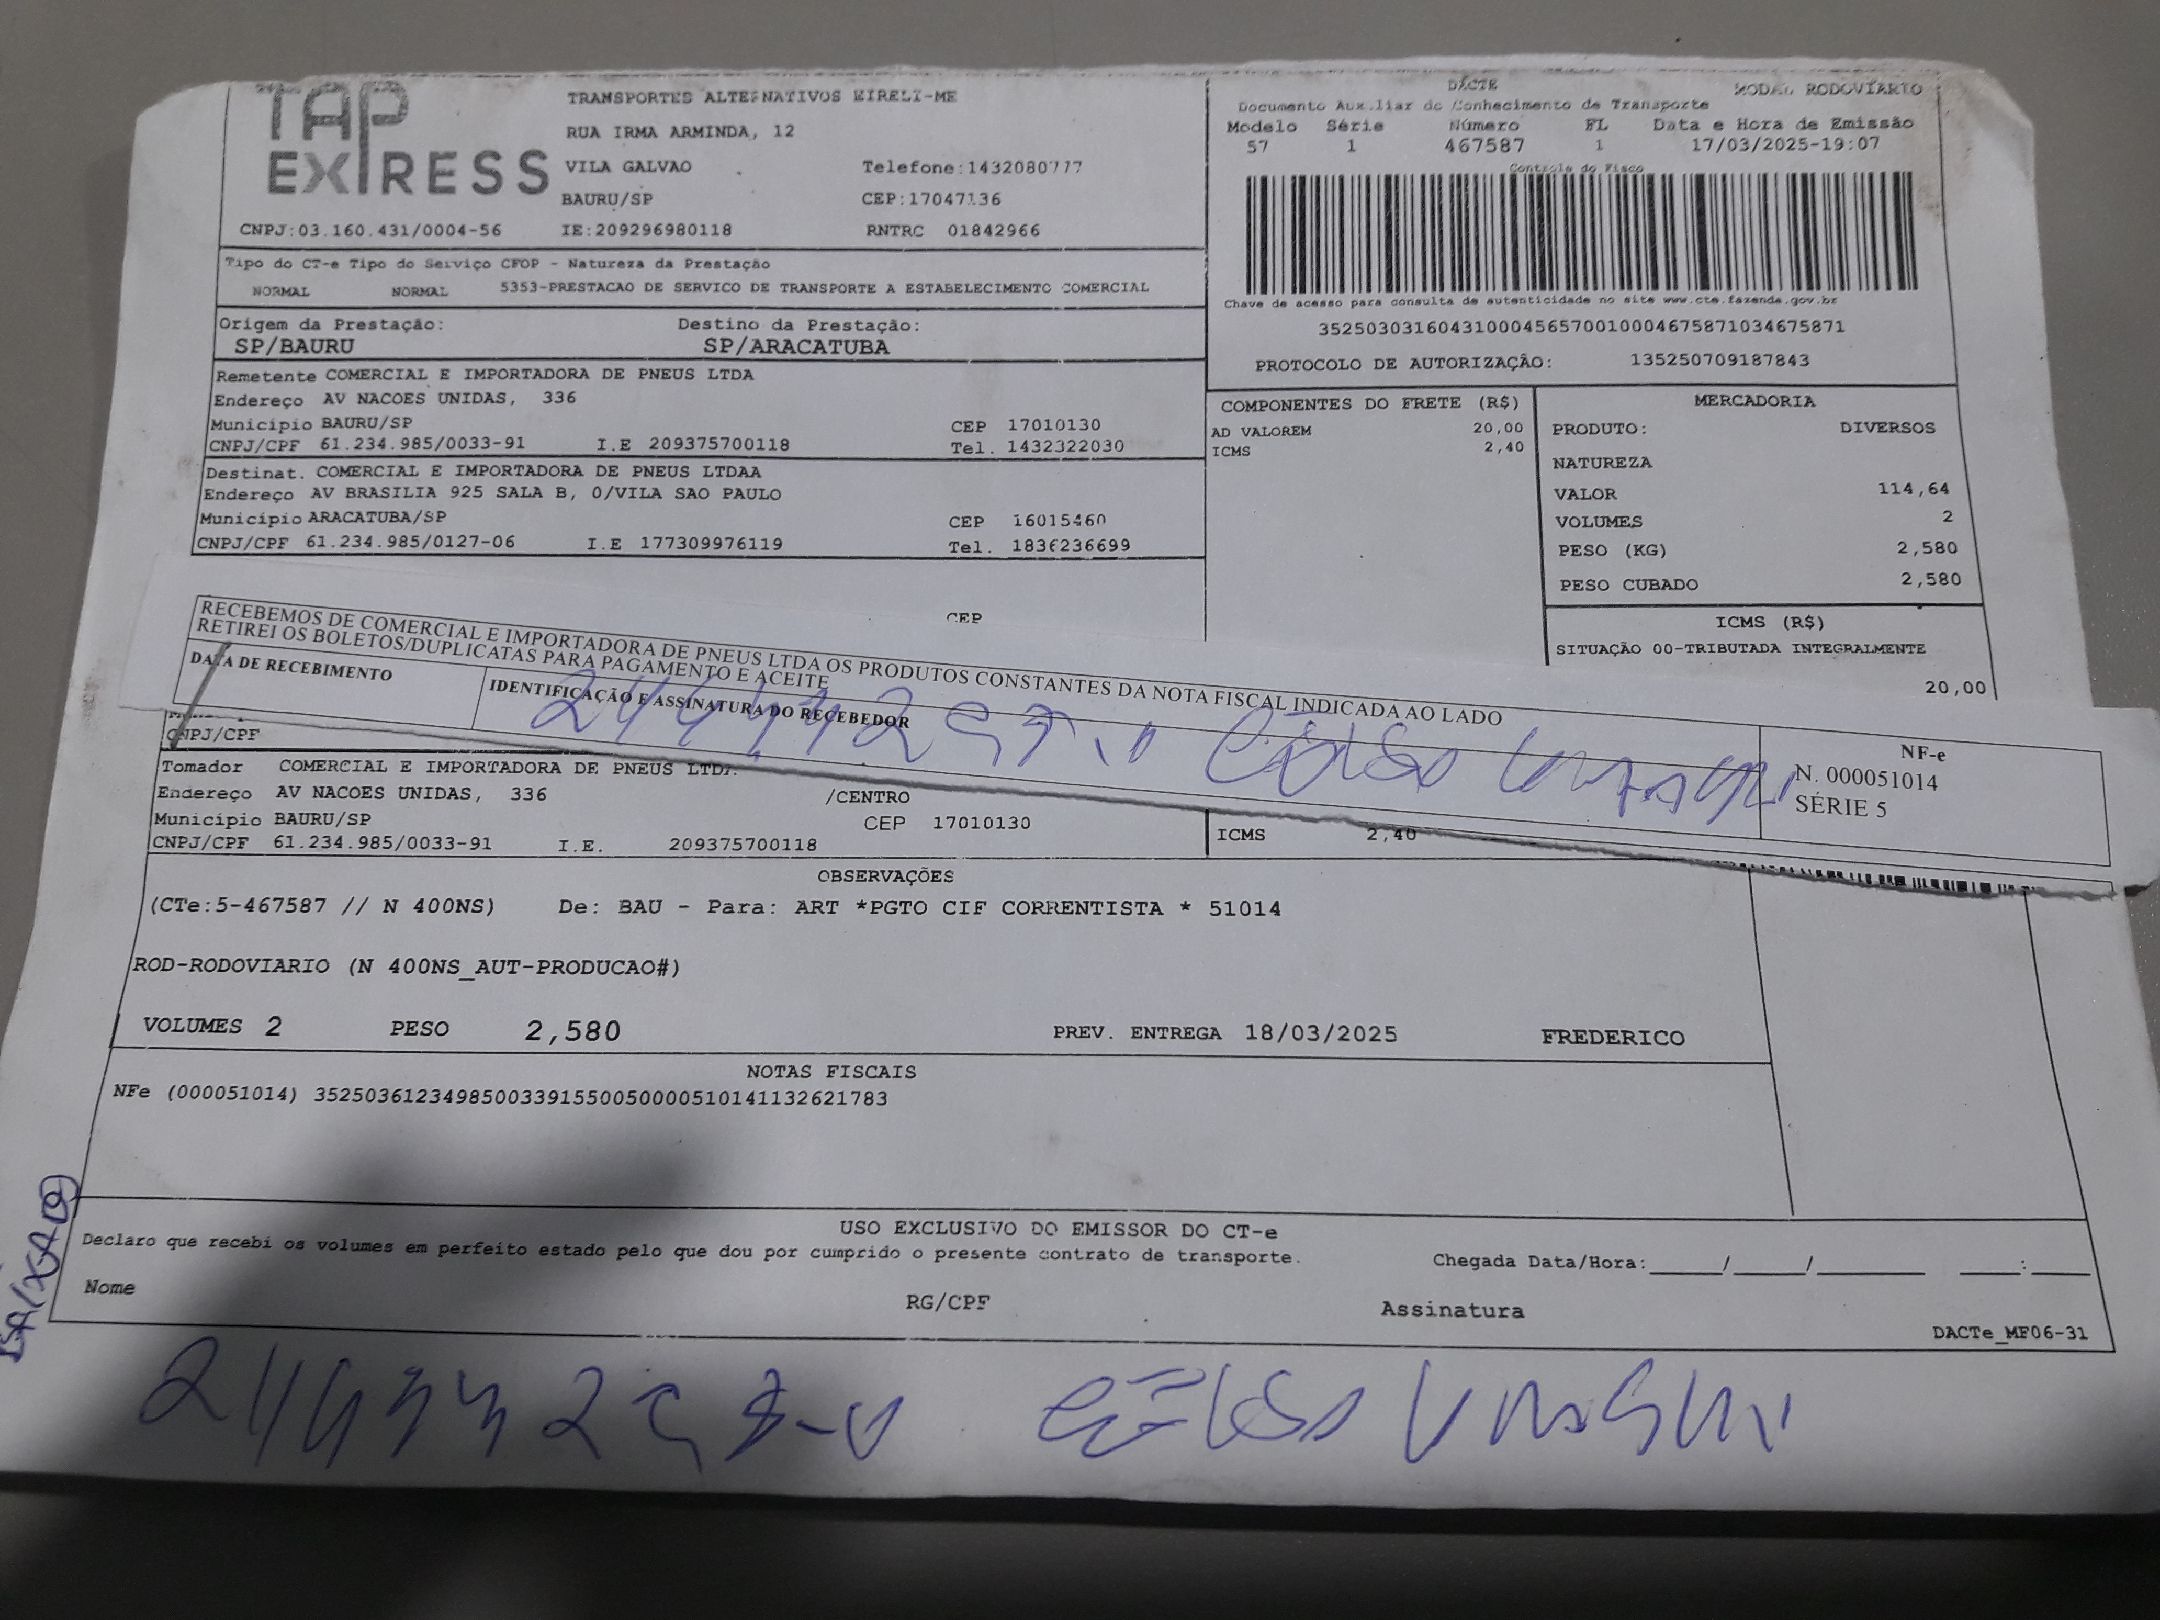 TAP EXPRESS
TRANSPORTES ALTERNATIVOS EIRELI-ME
RUA IRMA ARMINDA, 12
VILA GALVAO Telefone:1432080777
BAURU/SP CEP:17047136
CNPJ:03.160.431/0004-56 IE:209296980118 RNTRC 01842966
Tipo do CT-e Tipo do Serviço CFOP - Natureza da Prestação
NORMAL NORMAL 5353-PRESTACAO DE SERVICO DE TRANSPORTE A ESTABELECIMENTO COMERCIAL
Origem da Prestação: Destino da Prestação:
SP/BAURU SP/ARACATUBA
Remetente COMERCIAL E IMPORTADORA DE PNEUS LTDA
Endereço AV NACOES UNIDAS, 336
Município BAURU/SP CEP 17010130
CNPJ/CPF 61.234.985/0033-91 I.E 209375700118 Tel. 1432322030
Destinat. COMERCIAL E IMPORTADORA DE PNEUS LTDAA
Endereço AV BRASILIA 925 SALA B, 0/VILA SAO PAULO
Município ARACATUBA/SP CEP 16015460
CNPJ/CPF 61.234.985/0127-06 I.E 177309976119 Tel. 1836236699
CEP
DACTE MODAL RODOVIÁRIO
Documento Auxiliar do Conhecimento de Transporte
Modelo Série Número FL Data e Hora de Emissão
57 1 467587 1 17/03/2025-19:07
Controle do Fisco
Chave de acesso para consulta de autenticidade no site www.cte.fazenda.gov.br
35250303160431000456570010004675871034675871
PROTOCOLO DE AUTORIZAÇÃO: 135250709187843
COMPONENTES DO FRETE (R$)
AD VALOREM 20,00
ICMS 2,40
MERCADORIA
PRODUTO: DIVERSOS
NATUREZA
VALOR 114,64
VOLUMES 2
PESO (KG) 2,580
PESO CUBADO 2,580
ICMS (R$)
SITUAÇÃO 00-TRIBUTADA INTEGRALMENTE
20,00
RECEBEMOS DE COMERCIAL E IMPORTADORA DE PNEUS LTDA OS PRODUTOS CONSTANTES DA NOTA FISCAL INDICADA AO LADO
RETIREI OS BOLETOS/DUPLICATAS PARA PAGAMENTO E ACEITE
DATA DE RECEBIMENTO IDENTIFICAÇÃO E ASSINATURA DO RECEBEDOR
NF-e
N. 000051014
SÉRIE 5
CNPJ/CPF
Tomador COMERCIAL E IMPORTADORA DE PNEUS LTDA
Endereço AV NACOES UNIDAS, 336 /CENTRO
Município BAURU/SP CEP 17010130
CNPJ/CPF 61.234.985/0033-91 I.E. 209375700118
ICMS 2,40
OBSERVAÇÕES
(CTe:5-467587 // N 400NS) De: BAU - Para: ART *PGTO CIF CORRENTISTA * 51014
ROD-RODOVIARIO (N 400NS_AUT-PRODUCAO#)
VOLUMES 2 PESO 2,580 PREV. ENTREGA 18/03/2025 FREDERICO
NOTAS FISCAIS
NFe (000051014) 35250361234985003391550050000510141132621783
USO EXCLUSIVO DO EMISSOR DO CT-e
Declaro que recebi os volumes em perfeito estado pelo que dou por cumprido o presente contrato de transporte. Chegada Data/Hora:_____/_____/_______ ____:____
Nome RG/CPF Assinatura
DACTe_MF06-31